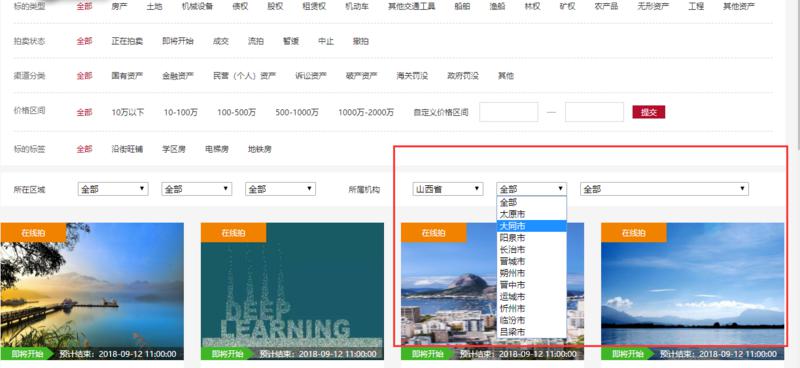 标的类型 全部 房产 土地 机械设备 债权 股权 租赁权 机动车 其他交通工具 船舶 渔船 林权 矿权 农产品 无形资产 工程 其他资产
拍卖状态 全部 正在拍卖 即将开始 成交 流拍 暂缓 中止 撤拍
渠道分类 全部 国有资产 金融资产 民营（个人）资产 诉讼资产 破产资产 海关罚没 政府罚没 其他
价格区间 全部 10万以下 10-100万 100-500万 500-1000万 1000万-2000万 自定义价格区间 — 提交
标的标签 全部 沿街旺铺 学区房 电梯房 地铁房
所在区域 全部 全部 全部 所属机构 山西省 全部 全部
全部
太原市
大同市
阳泉市
长治市
晋城市
朔州市
晋中市
运城市
忻州市
临汾市
吕梁市
在线拍 在线拍 在线拍 在线拍
DEEP
LEARNING
即将开始 预计结束：2018-09-12 11:00:00 即将开始 预计结束：2018-09-12 11:00:00 即将开始 预计结束：2018-09-12 11:00:00 即将开始 预计结束：2018-09-12 11:00:00